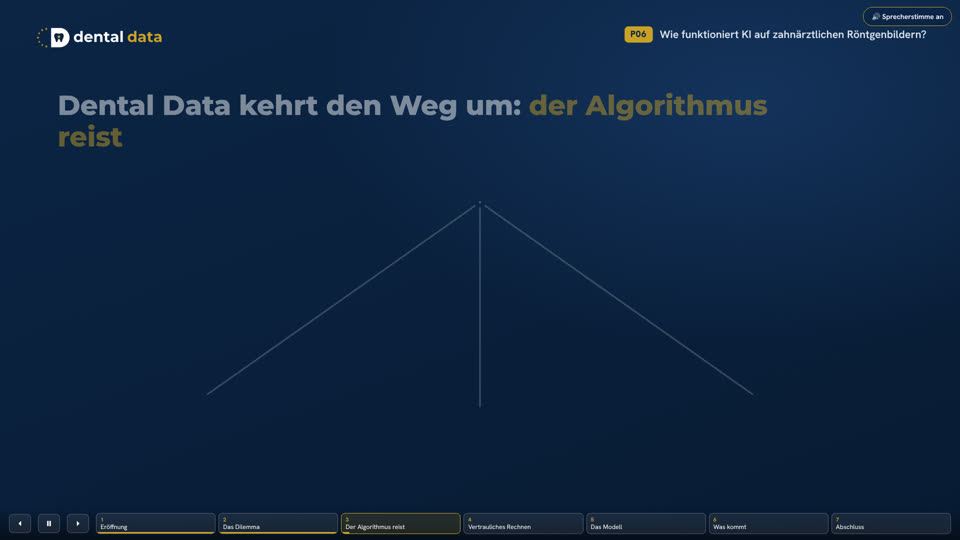 🔊 Sprecherstimme an
dental data
P06 Wie funktioniert KI auf zahnärztlichen Röntgenbildern?
Dental Data kehrt den Weg um: der Algorithmus
reist
1
Eröffnung
2
Das Dilemma
3
Der Algorithmus reist
4
Vertrauliches Rechnen
5
Das Modell
6
Was kommt
7
Abschluss